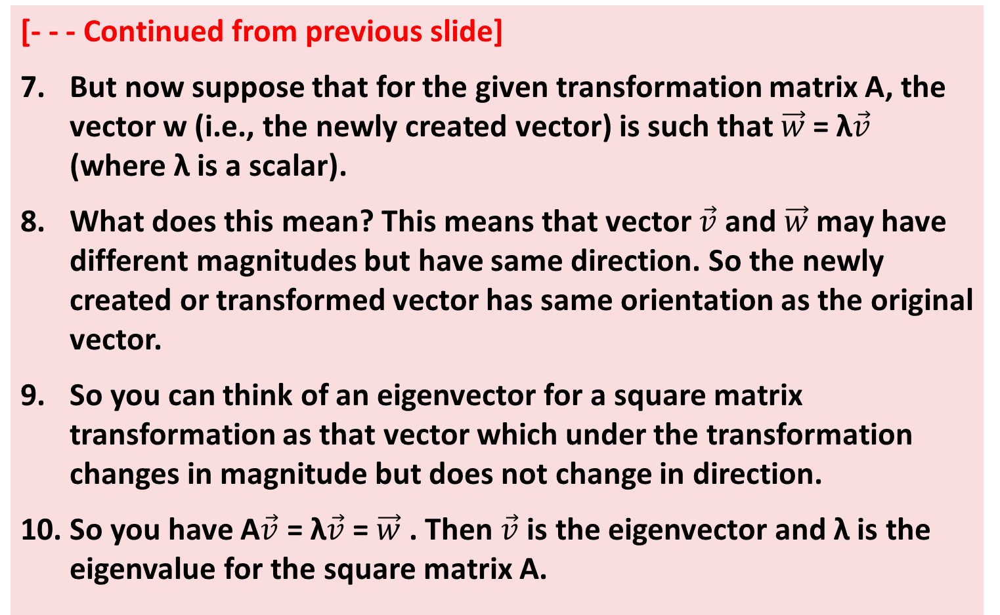 [- - - Continued from previous slide]
7. But now suppose that for the given transformation matrix A, the
vector w (i.e., the newly created vector) is such that $\vec{w}$ = λ$\vec{v}$
(where λ is a scalar).
8. What does this mean? This means that vector $\vec{v}$ and $\vec{w}$ may have
different magnitudes but have same direction. So the newly
created or transformed vector has same orientation as the original
vector.
9. So you can think of an eigenvector for a square matrix
transformation as that vector which under the transformation
changes in magnitude but does not change in direction.
10. So you have A$\vec{v}$ = λ$\vec{v}$ = $\vec{w}$ . Then $\vec{v}$ is the eigenvector and λ is the
eigenvalue for the square matrix A.